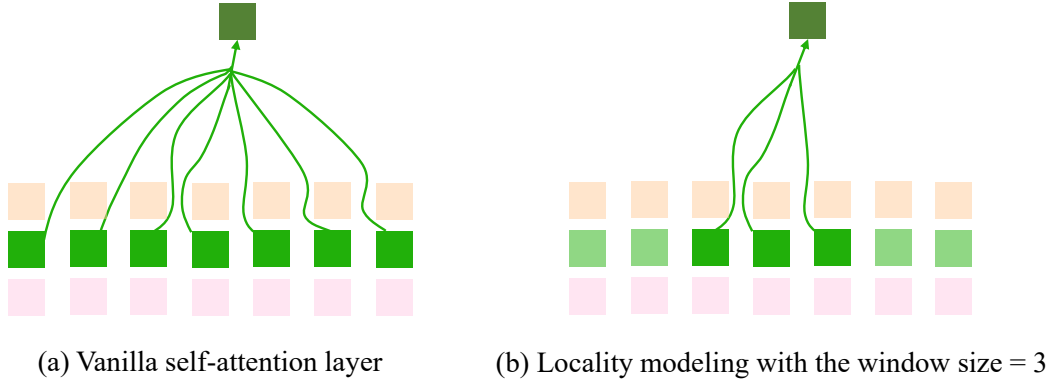 (a) Vanilla self-attention layer
(b) Locality modeling with the window size = 3